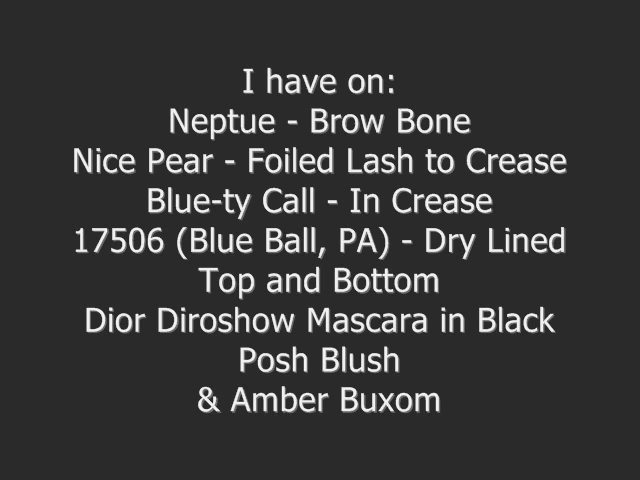 I have on:
Neptue - Brow Bone
Nice Pear - Foiled Lash to Crease
Blue-ty Call - In Crease
17506 (Blue Ball, PA) - Dry Lined
Top and Bottom
Dior Diroshow Mascara in Black
Posh Blush
& Amber Buxom